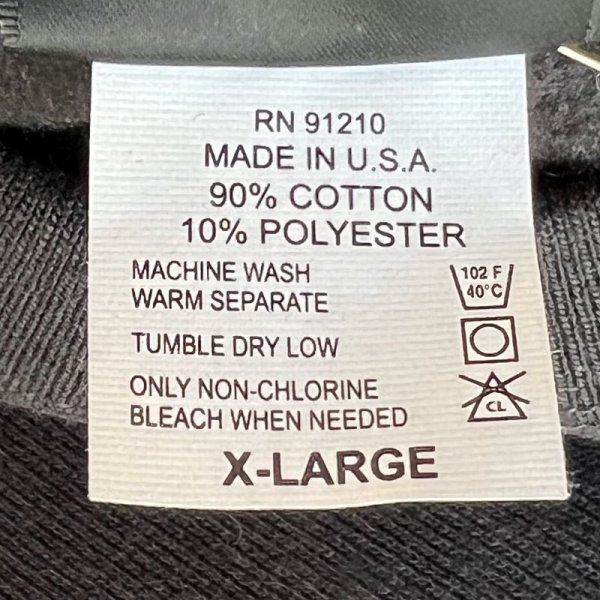 RN 91210
MADE IN U.S.A.
90% COTTON
10% POLYESTER
MACHINE WASH
WARM SEPARATE
102 F
40°C
TUMBLE DRY LOW
ONLY NON-CHLORINE
BLEACH WHEN NEEDED
CL
X-LARGE